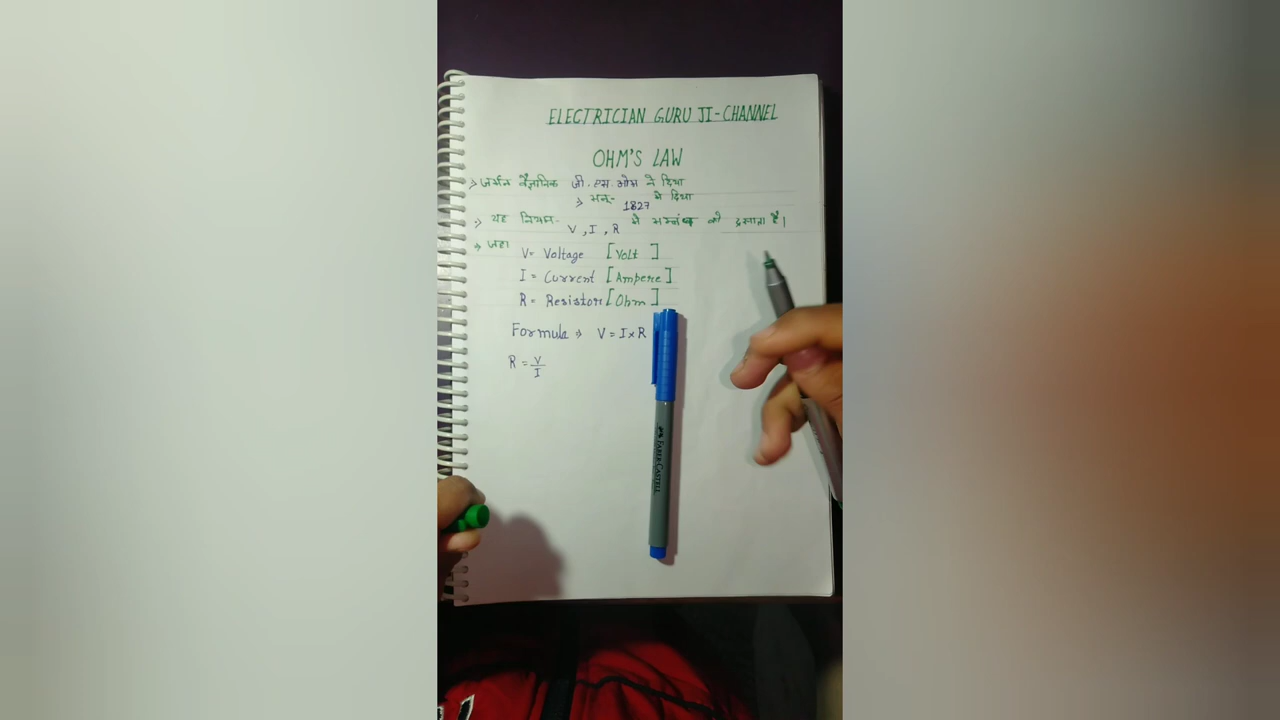 ELECTRICIAN GURU JI-CHANNEL
OHM'S LAW
⇒ जर्मन वैज्ञानिक जी.एस.ओम ने दिया
⇒ सन- 1827 मे दिया
⇒ यह नियम- V, I, R मे सम्बंध को दर्साता है।
⇒ जहा
V= Voltage [Volt ]
I = Current [Ampere]
R = Resistor [Ohm ]
Formula ⇒ V = I×R
R = V/I
FABER-CASTELL